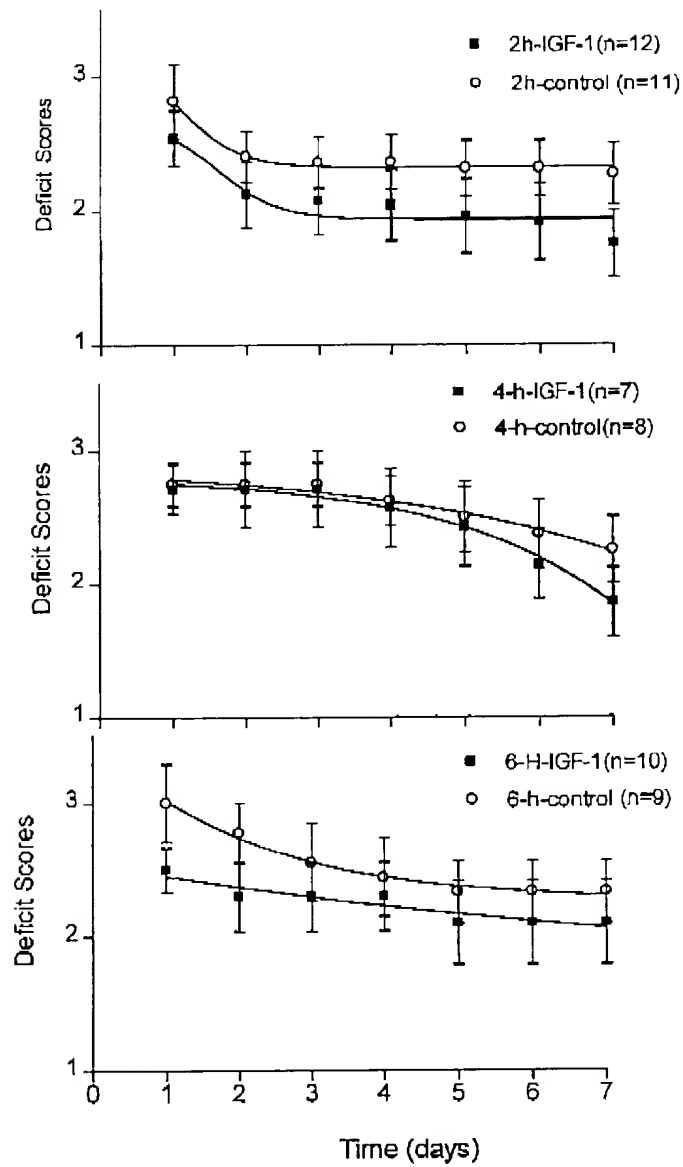 3
2
1
Deficit Scores
2h-IGF-1(n=12)
2h-control (n=11)
3
2
1
Deficit Scores
4-h-IGF-1(n=7)
4-h-control(n=8)
3
2
1
Deficit Scores
6-H-IGF-1(n=10)
6-h-control (n=9)
0 1 2 3 4 5 6 7
Time (days)